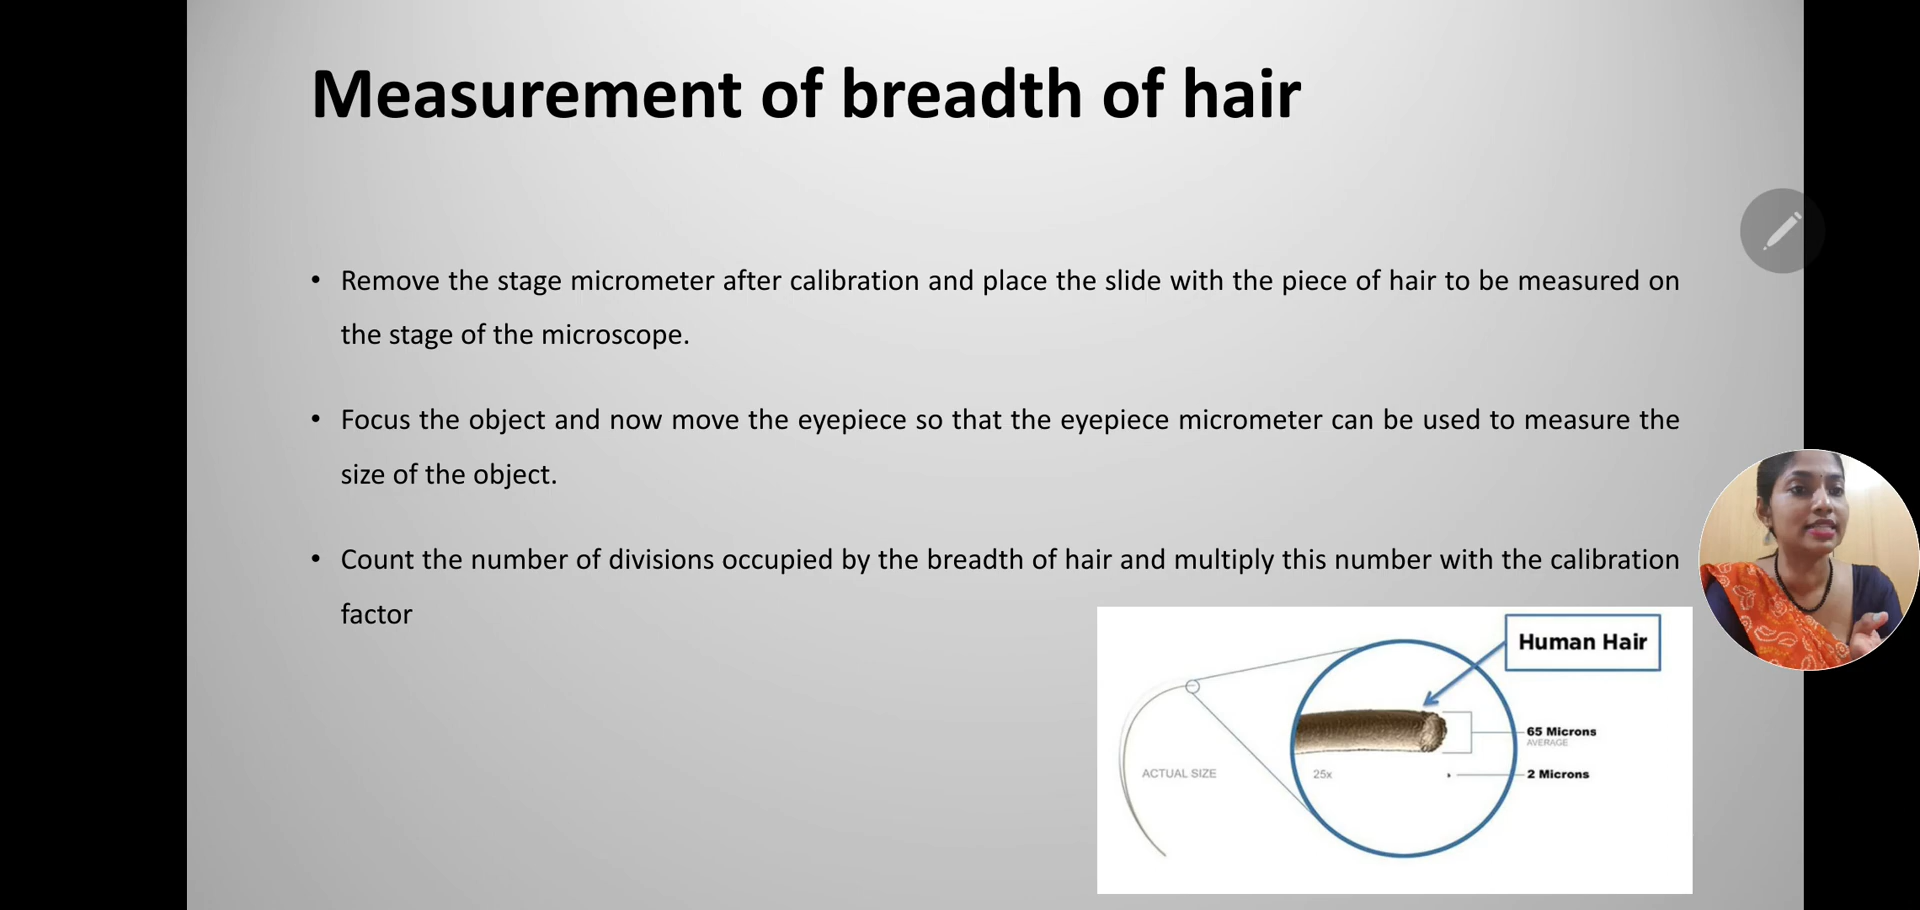 Measurement of breadth of hair
• Remove the stage micrometer after calibration and place the slide with the piece of hair to be measured on
the stage of the microscope.
• Focus the object and now move the eyepiece so that the eyepiece micrometer can be used to measure the
size of the object.
• Count the number of divisions occupied by the breadth of hair and multiply this number with the calibration
factor
Human Hair
65 Microns
AVERAGE
ACTUAL SIZE
25x
2 Microns